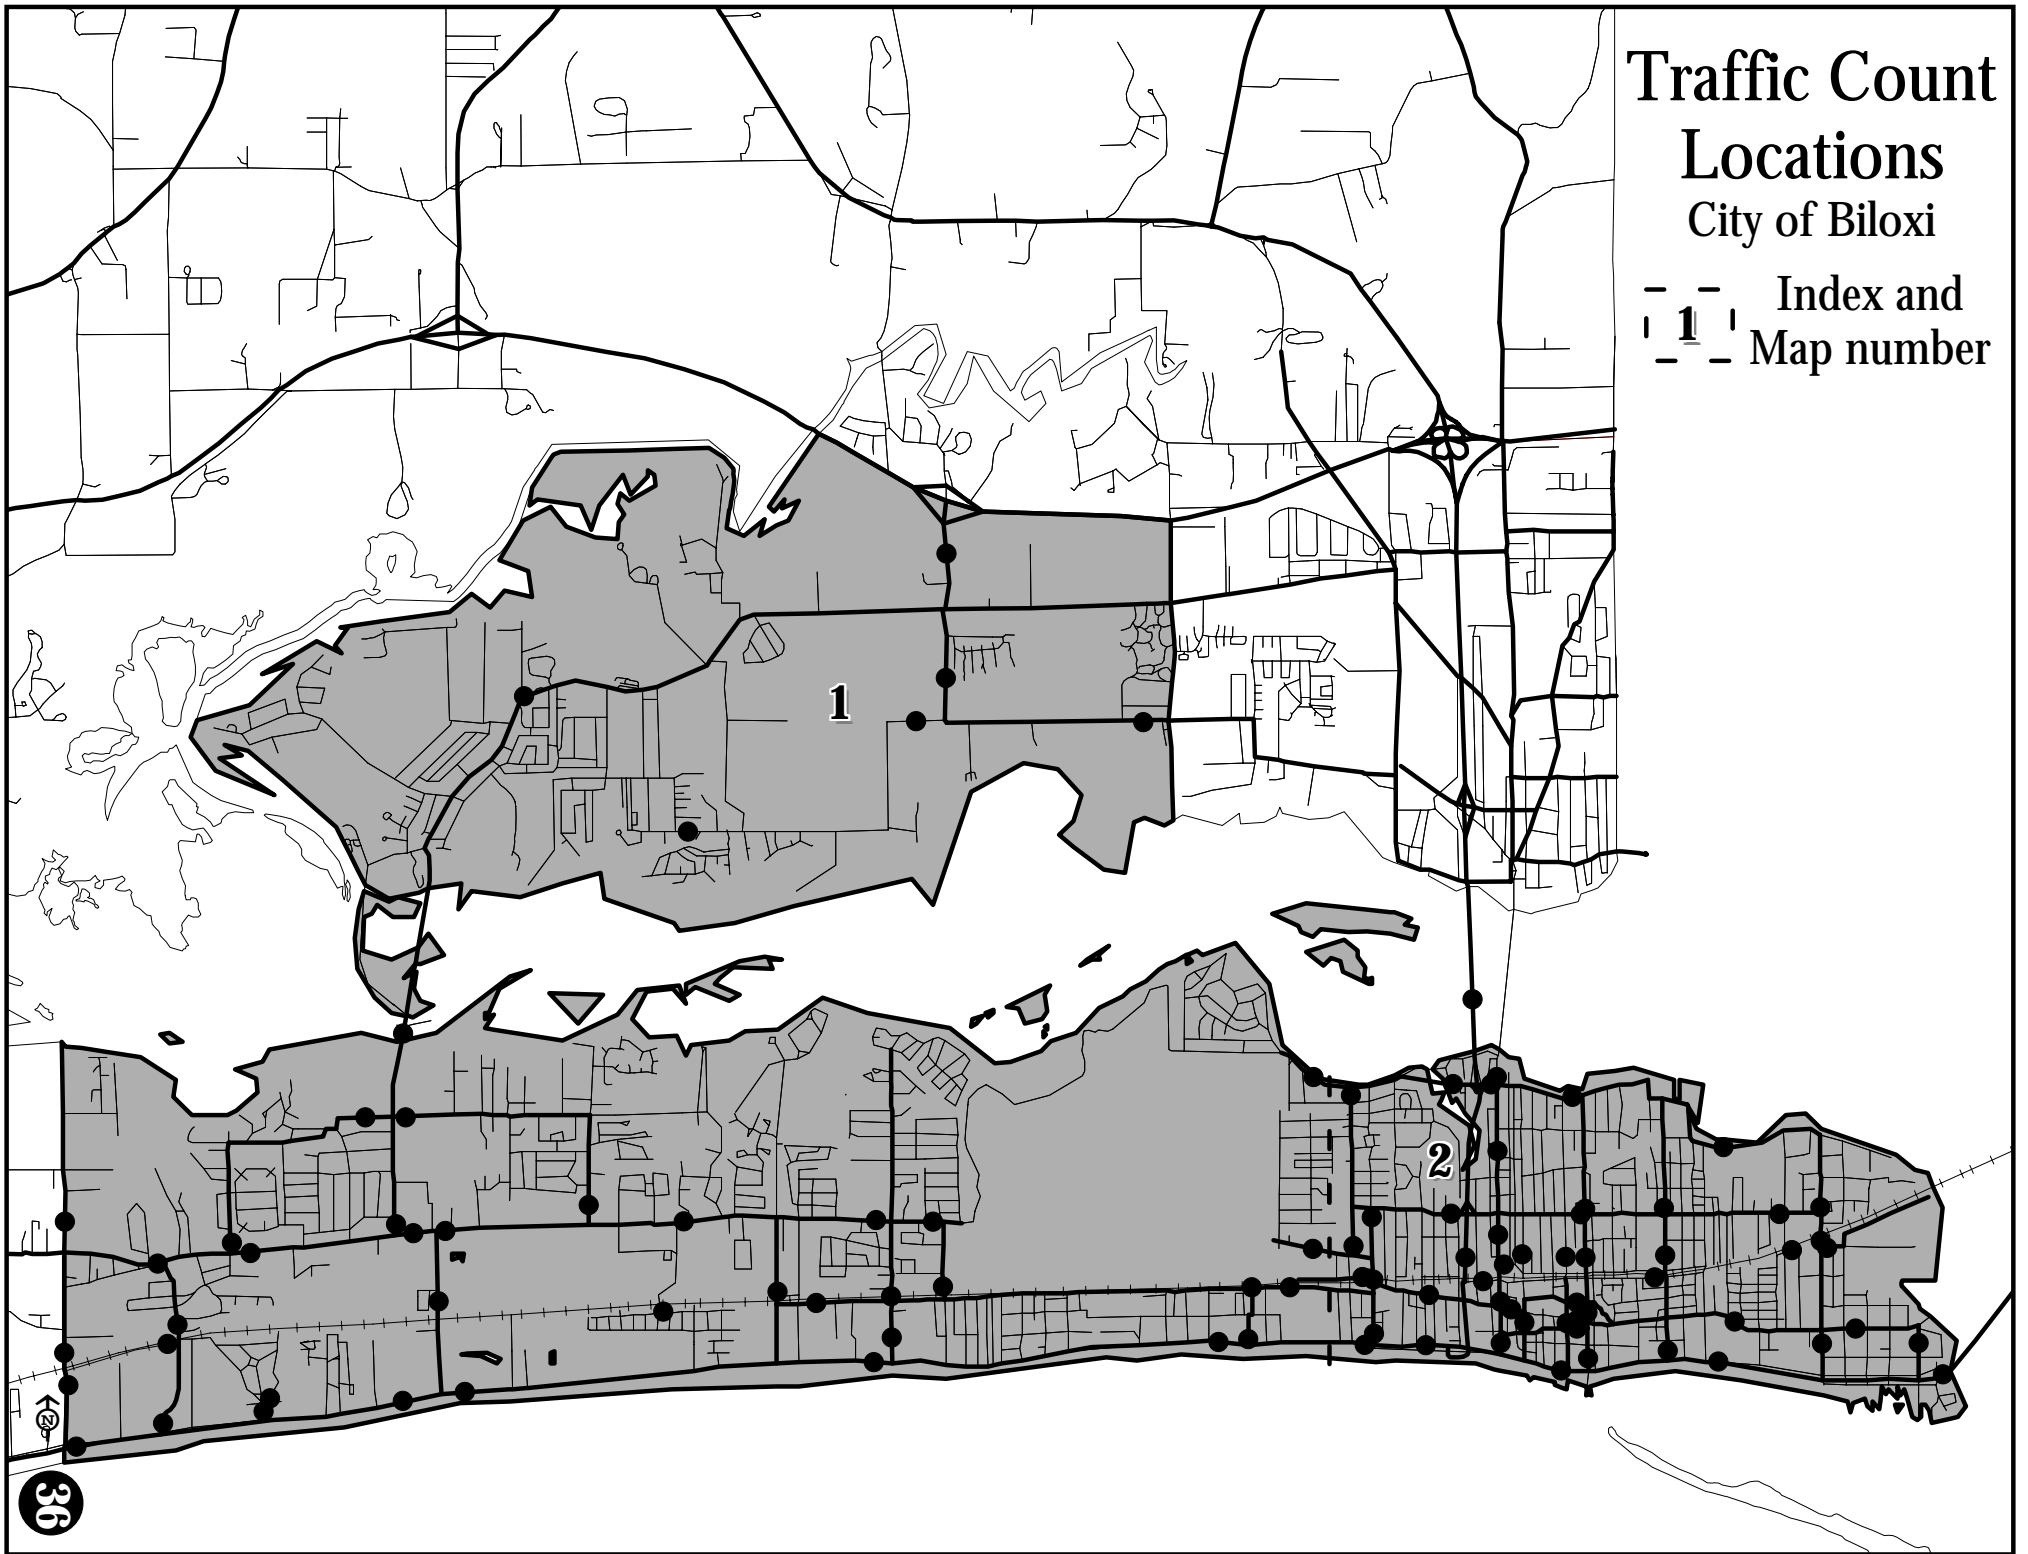 Traffic Count
Locations
City of Biloxi
1
Index and
Map number
1
2
N
36